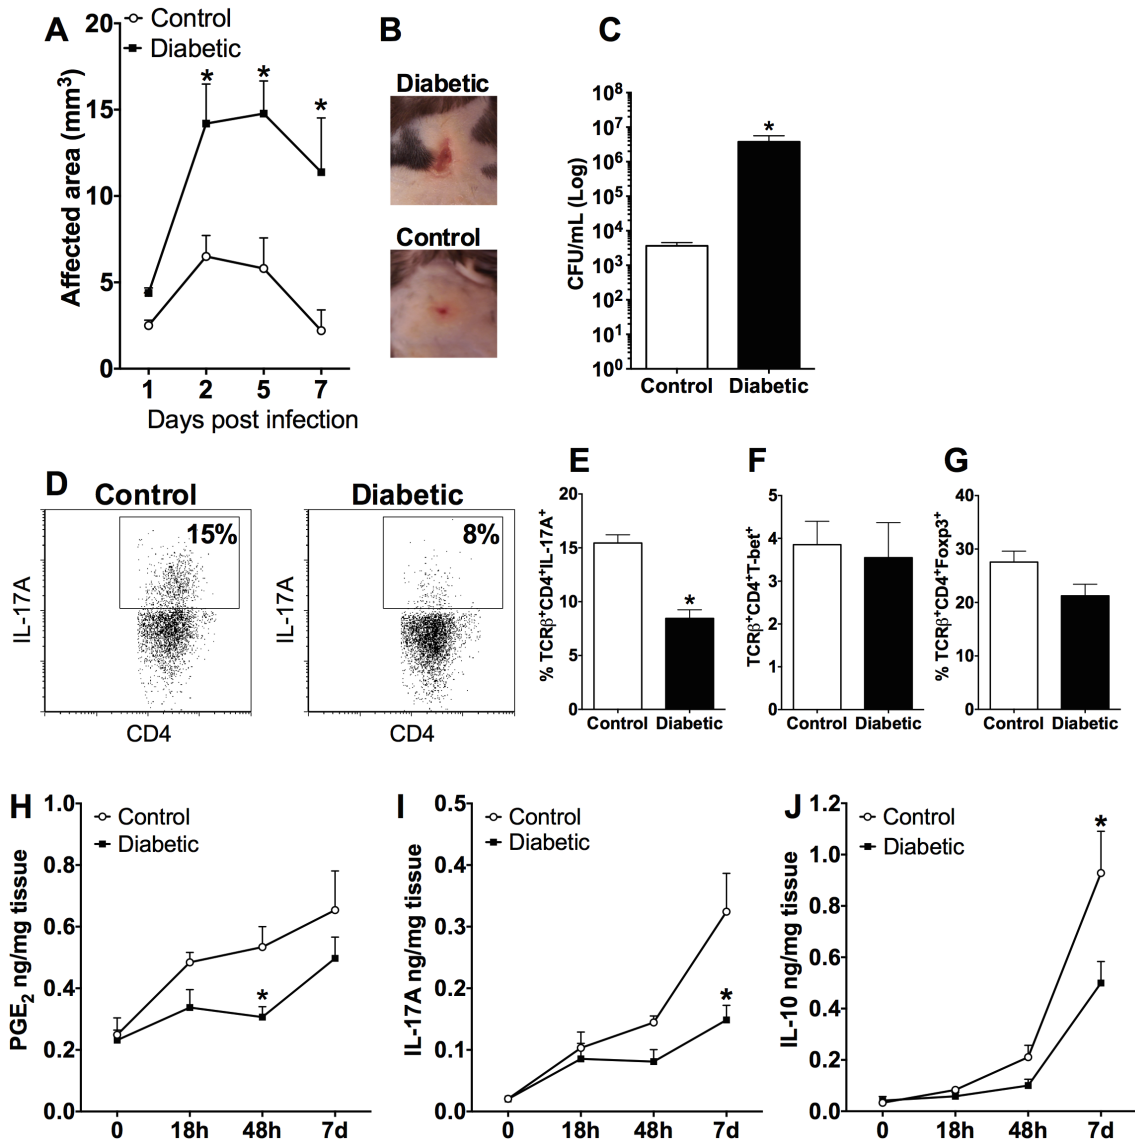 A
20
Control
Diabetic
*
*
*
15
10
5
0
Affected area (mm³)
1 2 5 7
Days post infection
B
Diabetic
Control
C
10⁸
10⁷
10⁶
10⁵
10⁴
10³
10²
10¹
10⁰
CFU/mL (Log)
*
Control Diabetic
D
Control
15%
IL-17A
CD4
Diabetic
8%
IL-17A
CD4
E
20
15
10
5
0
% TCRβ⁺CD4⁺IL-17A⁺
*
Control Diabetic
F
5
4
3
2
1
0
TCRβ⁺CD4⁺T-bet⁺
Control Diabetic
G
40
30
20
10
0
% TCRβ⁺CD4⁺Foxp3⁺
Control Diabetic
H
1.0
0.8
0.6
0.4
0.2
0.0
PGE₂ ng/mg tissue
Control
Diabetic
*
0 18h 48h 7d
I
0.5
0.4
0.3
0.2
0.1
0.0
IL-17A ng/mg tissue
Control
Diabetic
*
0 18h 48h 7d
J
1.2
1.0
0.8
0.6
0.4
0.2
0.0
IL-10 ng/mg tissue
Control
Diabetic
*
0 18h 48h 7d